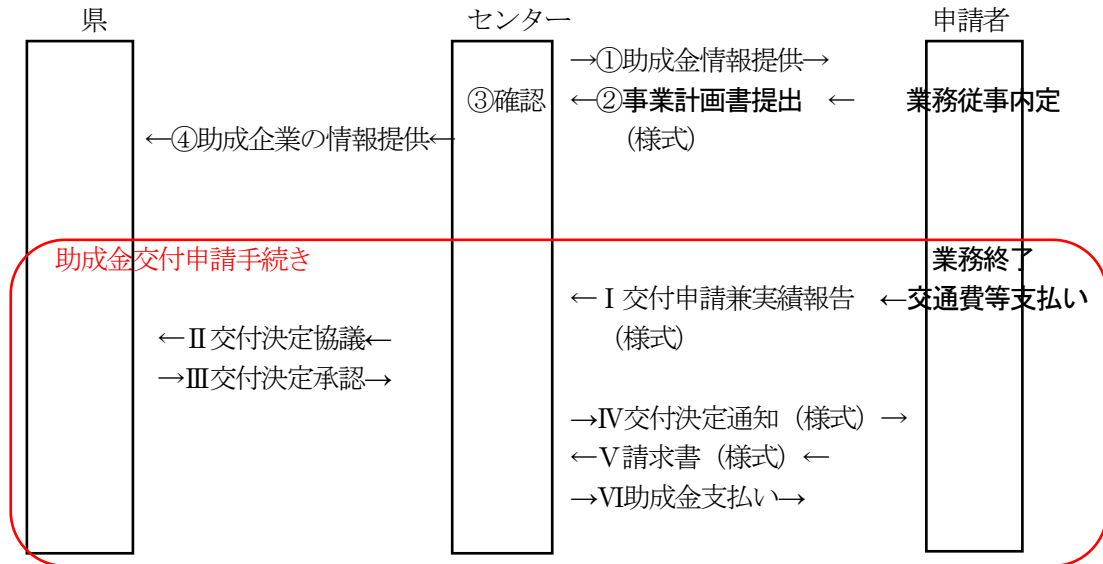 県 センター 申請者
→①助成金情報提供→
③確認 ←②事業計画書提出 ← 業務従事内定
(様式)
←④助成企業の情報提供←
助成金交付申請手続き 業務終了
←Ⅰ交付申請兼実績報告 ←交通費等支払い
(様式)
←Ⅱ交付決定協議←
→Ⅲ交付決定承認→
→Ⅳ交付決定通知(様式)→
←Ⅴ請求書(様式)←
→Ⅵ助成金支払い→